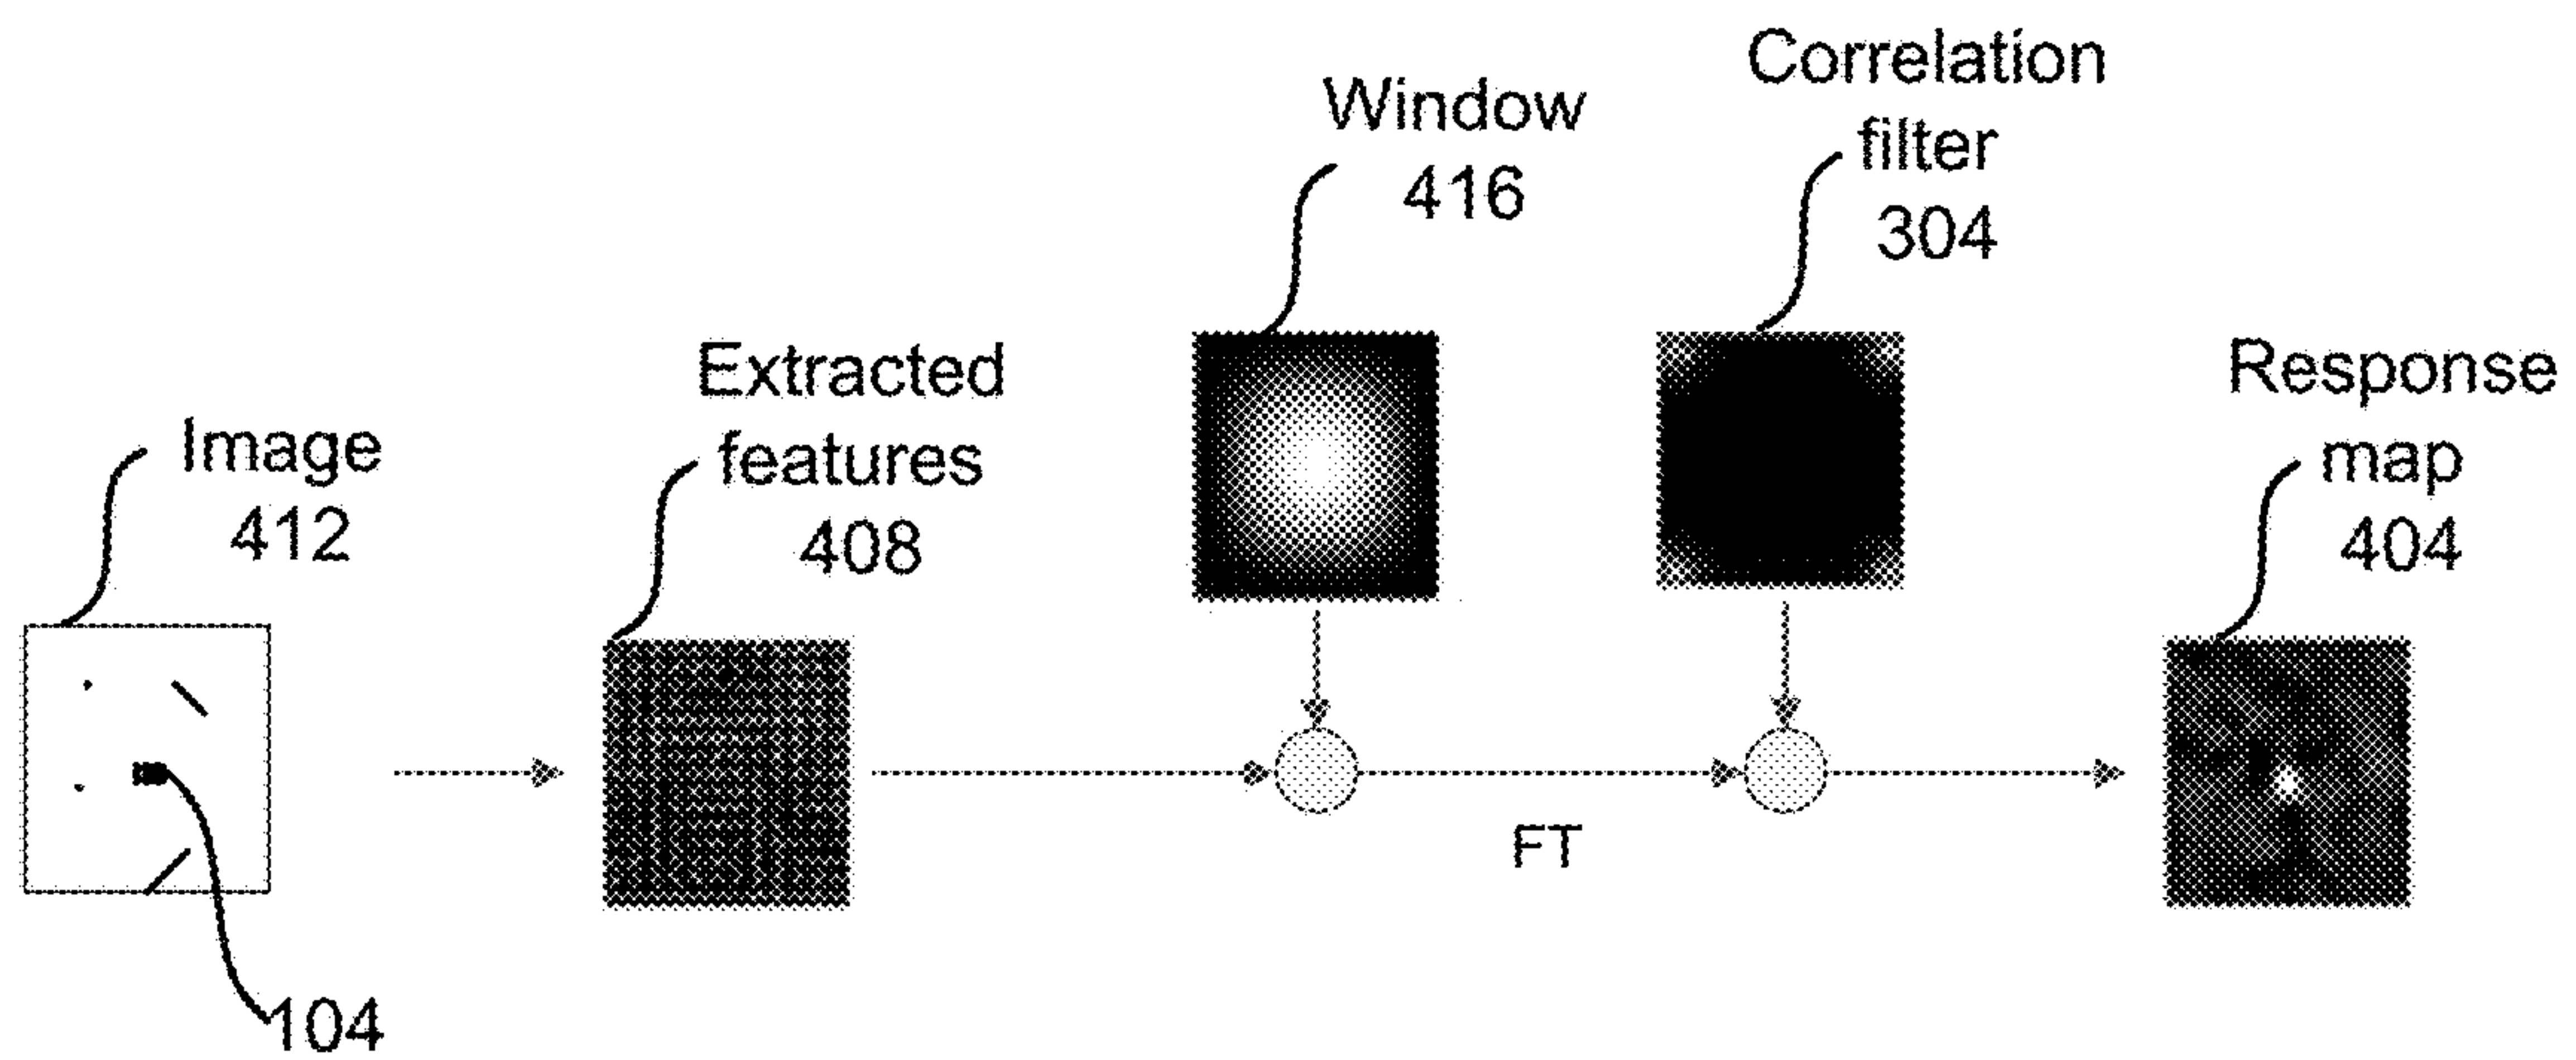 Image
412
104
Extracted
features
408
Window
416
FT
Correlation
filter
304
Response
map
404